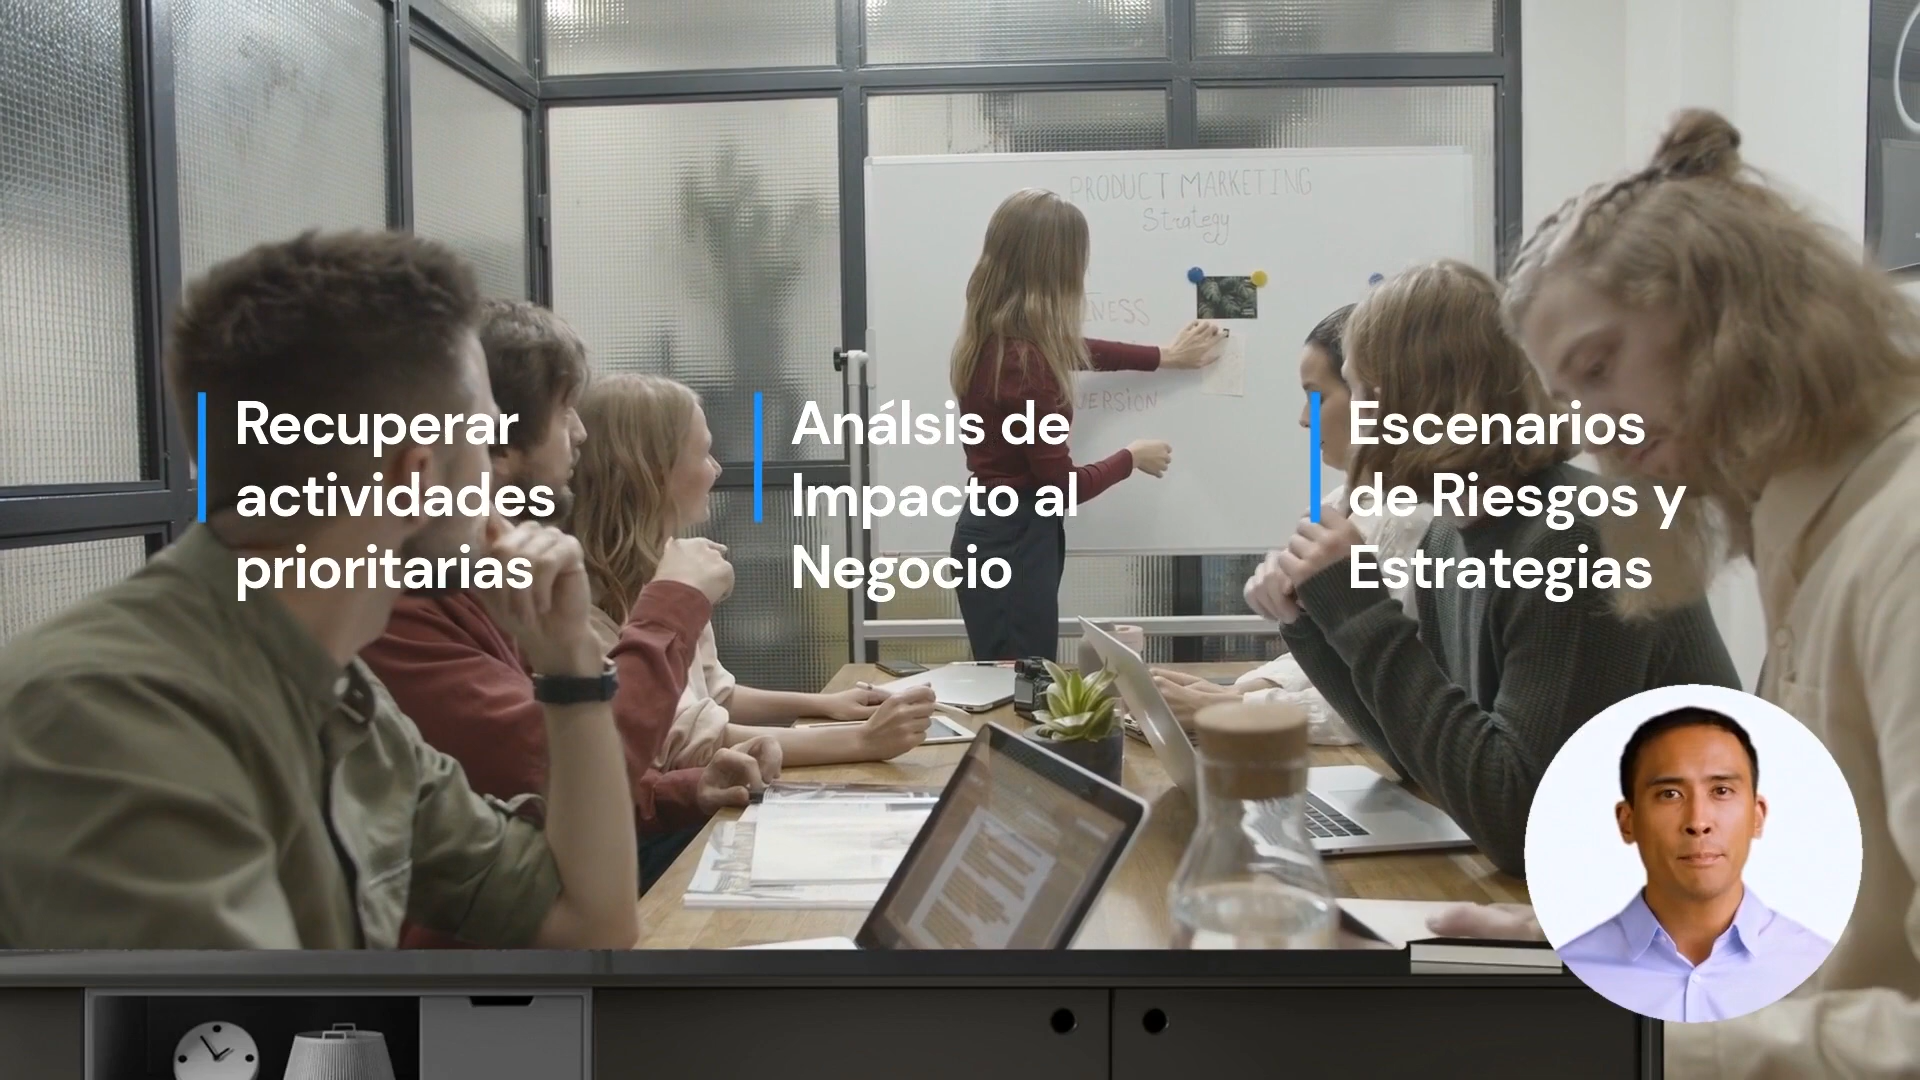 PRODUCT MARKETING
Strategy
Recuperar
actividades
prioritarias
Análsis de
Impacto al
Negocio
Escenarios
de Riesgos y
Estrategias